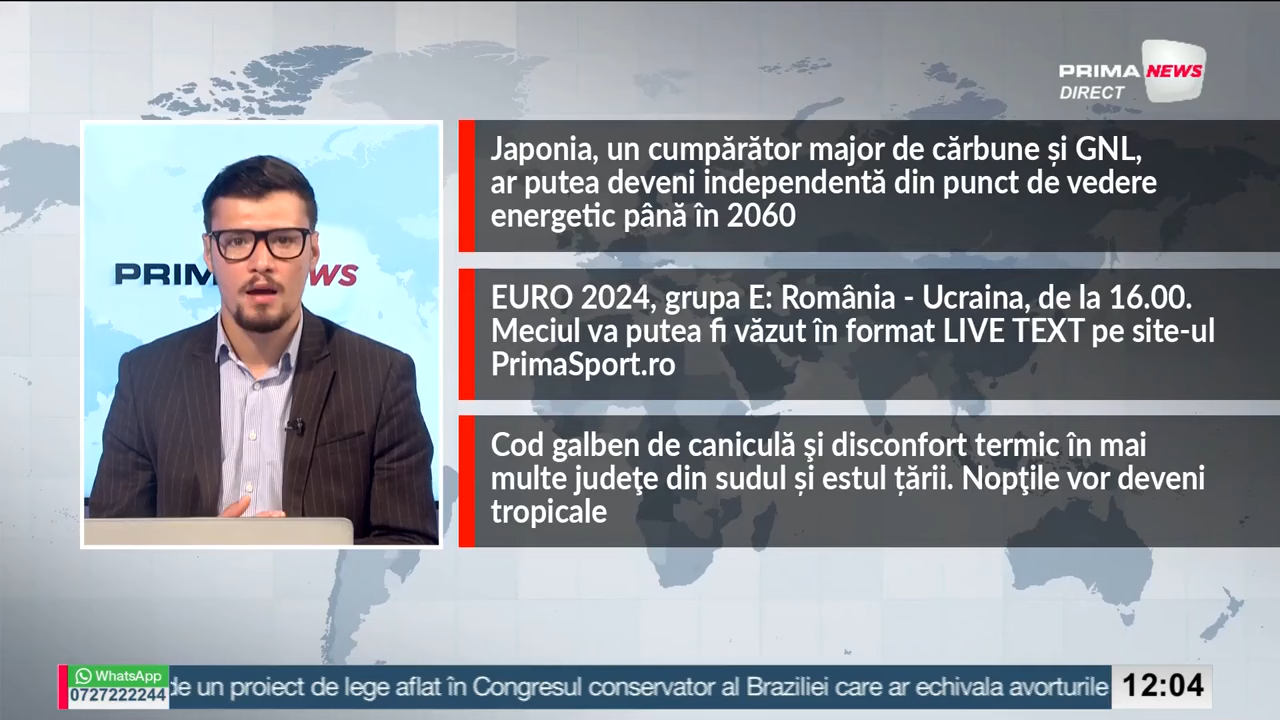 PRIMA NEWS
DIRECT
Japonia, un cumpărător major de cărbune și GNL,
ar putea deveni independentă din punct de vedere
energetic până în 2060
PRIM WS
EURO 2024, grupa E: România - Ucraina, de la 16.00.
Meciul va putea fi văzut în format LIVE TEXT pe site-ul
PrimaSport.ro
Cod galben de caniculă şi disconfort termic în mai
multe judeţe din sudul și estul țării. Nopţile vor deveni
tropicale
WhatsApp
0727222244
de un proiect de lege aflat în Congresul conservator al Braziliei care ar echivala avorturile
12:04